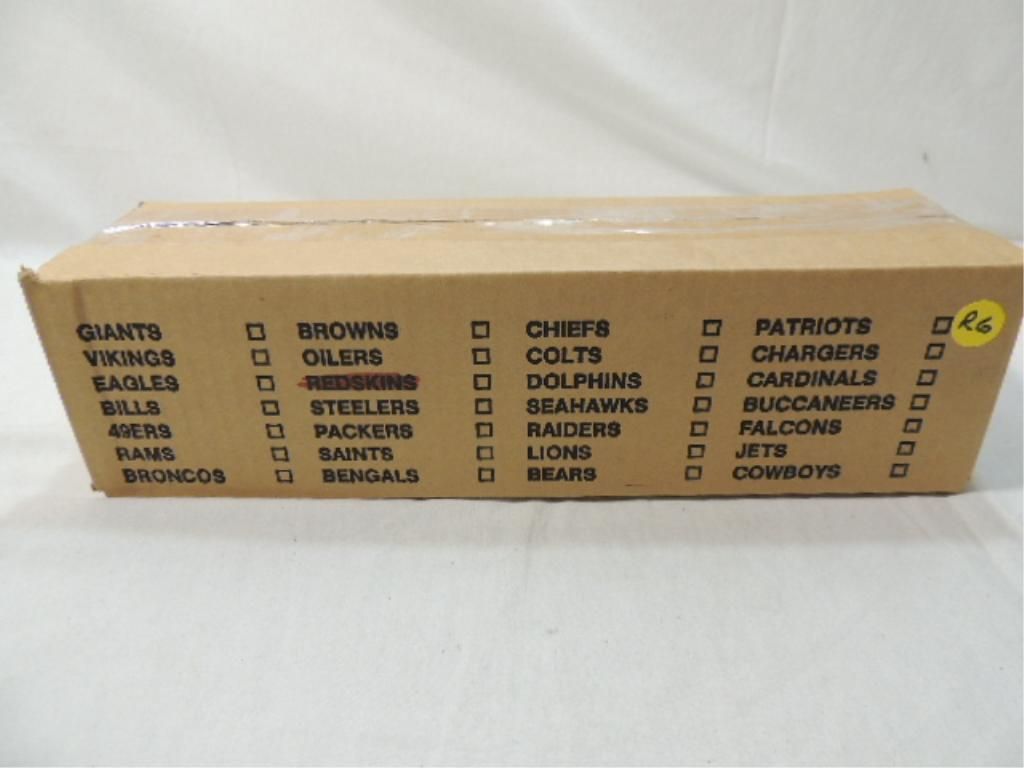 GIANTS □ BROWNS □ CHIEFS □ PATRIOTS □ R6
VIKINGS □ OILERS □ COLTS □ CHARGERS □
EAGLES □ REDSKINS □ DOLPHINS □ CARDINALS □
BILLS □ STEELERS □ SEAHAWKS □ BUCCANEERS □
49ERS □ PACKERS □ RAIDERS □ FALCONS □
RAMS □ SAINTS □ LIONS □ JETS □
BRONCOS □ BENGALS □ BEARS □ COWBOYS □